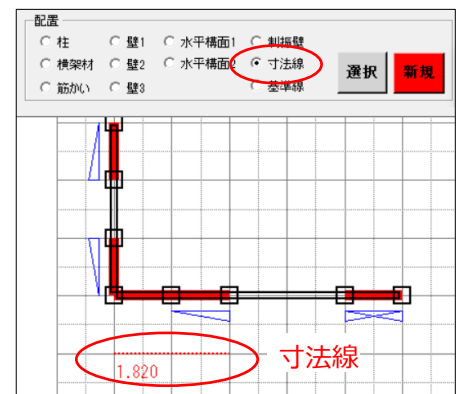 配置
柱 壁1 水平構面1 制振壁
横架材 壁2 水平構面2 寸法線
筋かい 壁3 基準線
選択 新規
寸法線
1.820